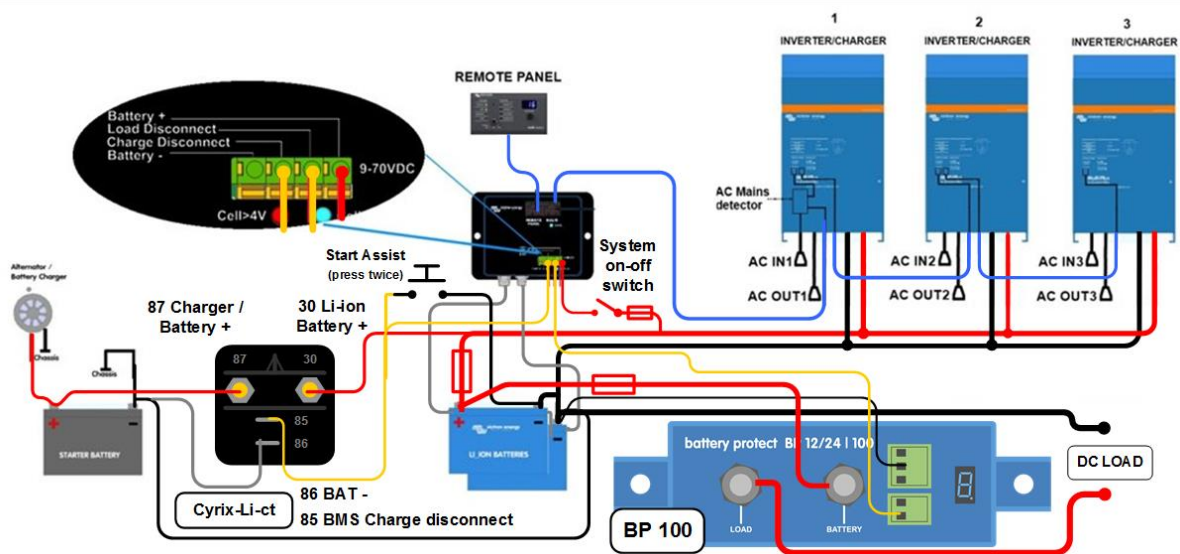 1
INVERTER/CHARGER
2
INVERTER/CHARGER
3
INVERTER/CHARGER
REMOTE PANEL
Battery +
Load Disconnect
Charge Disconnect
Battery -
9-70VDC
Cell>4V
AC Mains
detector
System
on-off
switch
Start Assist
(press twice)
AC IN1
AC OUT1
AC IN2
AC OUT2
AC IN3
AC OUT3
Alternator /
Battery Charger
Chassis
Chassis
87 Charger /
Battery +
30 Li-ion
Battery +
87
30
85
86
+
-
STARTER BATTERY
+
-
victron energy
LI_ION BATTERIES
Cyrix-Li-ct
86 BAT -
85 BMS Charge disconnect
battery protect BP 12/24 | 100
LOAD
BATTERY
BP 100
DC LOAD